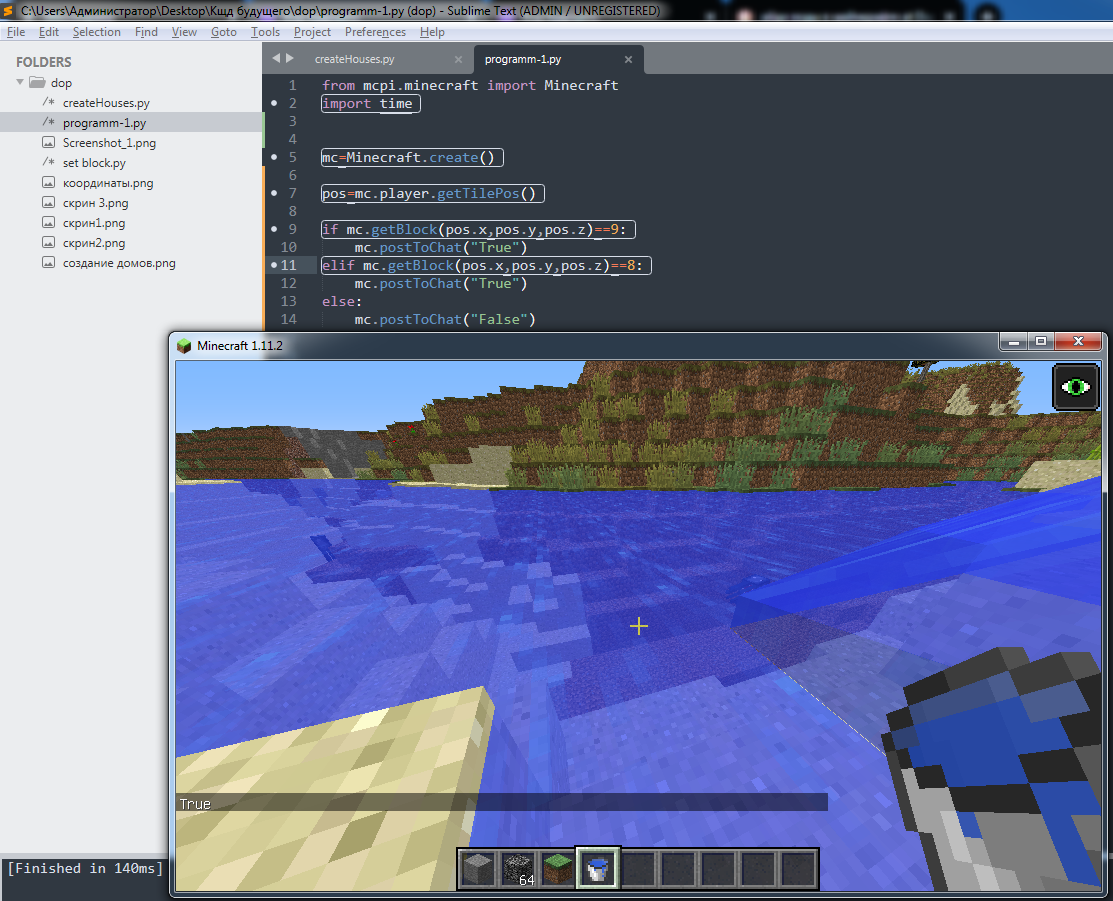 C:\Users\Администратор\Desktop\Кщд будущего\dop\programm-1.py (dop) - Sublime Text (ADMIN / UNREGISTERED)
File Edit Selection Find View Goto Tools Project Preferences Help
FOLDERS
dop
/* createHouses.py
/* programm-1.py
Screenshot_1.png
/* set block.py
координаты.png
скрин 3.png
скрин1.png
скрин2.png
создание домов.png
createHouses.py programm-1.py
1 from mcpi.minecraft import Minecraft
2 import time
3
4
5 mc=Minecraft.create()
6
7 pos=mc.player.getTilePos()
8
9 if mc.getBlock(pos.x,pos.y,pos.z)==9:
10 mc.postToChat("True")
11 elif mc.getBlock(pos.x,pos.y,pos.z)==8:
12 mc.postToChat("True")
13 else:
14 mc.postToChat("False")
Minecraft 1.11.2
True
64
[Finished in 140ms]